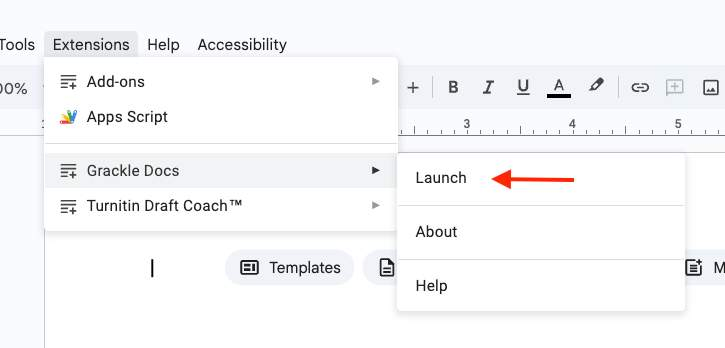 Tools Extensions Help Accessibility
00%
Add-ons
B I U A
Apps Script
3 4 5
Grackle Docs
Launch
Turnitin Draft Coach™
About
Templates
M
Help